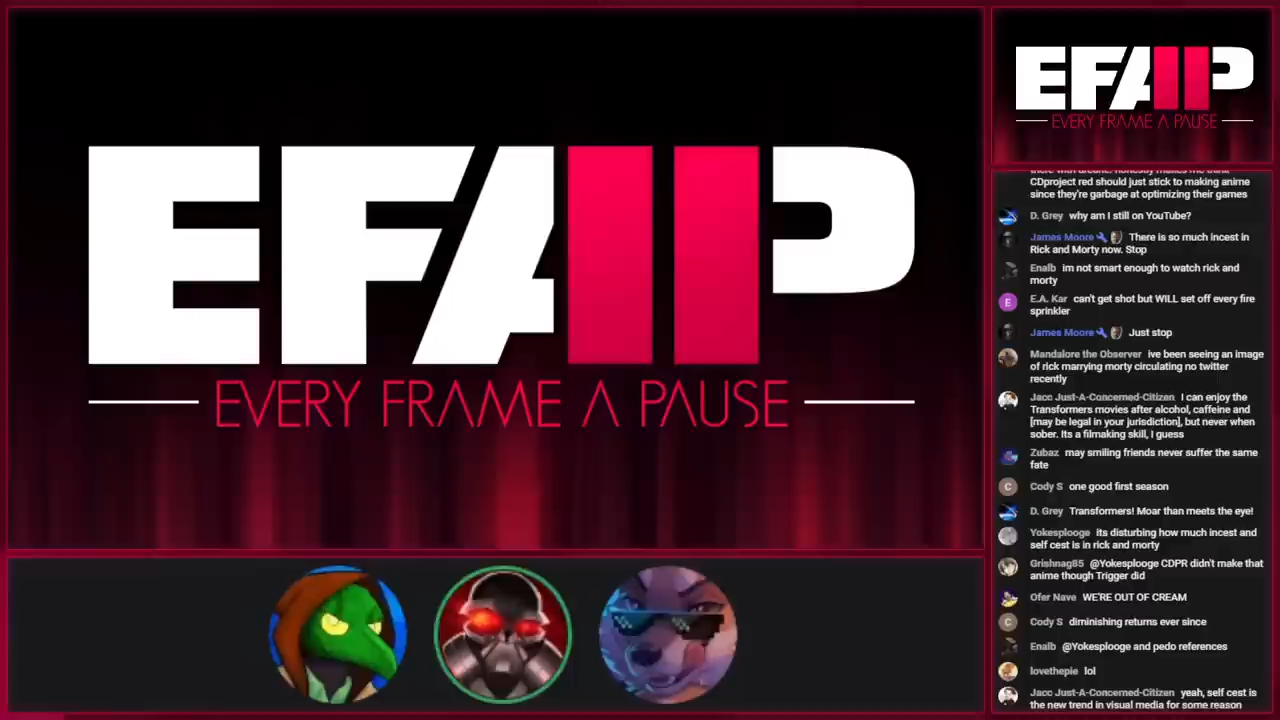 EFAP
EVERY FRAME A PAUSE
EFAP
EVERY FRAME A PAUSE
there with arcane. honestly makes me think
CDproject red should just stick to making anime
since they're garbage at optimizing their games
D. Grey why am I still on YouTube?
James Moore There is so much incest in
Rick and Morty now. Stop
Enalb im not smart enough to watch rick and
morty
E
E.A. Kar can't get shot but WILL set off every fire
sprinkler
James Moore Just stop
Mandalore the Observer ive been seeing an image
of rick marrying morty circulating no twitter
recently
Jacc Just-A-Concerned-Citizen I can enjoy the
Transformers movies after alcohol, caffeine and
[may be legal in your jurisdiction], but never when
sober. Its a filmaking skill, I guess
Zubaz may smiling friends never suffer the same
fate
C
Cody S one good first season
D. Grey Transformers! Moar than meets the eye!
Yokesplooge its disturbing how much incest and
self cest is in rick and morty
Grishnag85 @Yokesplooge CDPR didn't make that
anime though Trigger did
Ofer Nave WE'RE OUT OF CREAM
C
Cody S diminishing returns ever since
Enalb @Yokesplooge and pedo references
lovethepie lol
Jacc Just-A-Concerned-Citizen yeah, self cest is
the new trend in visual media for some reason